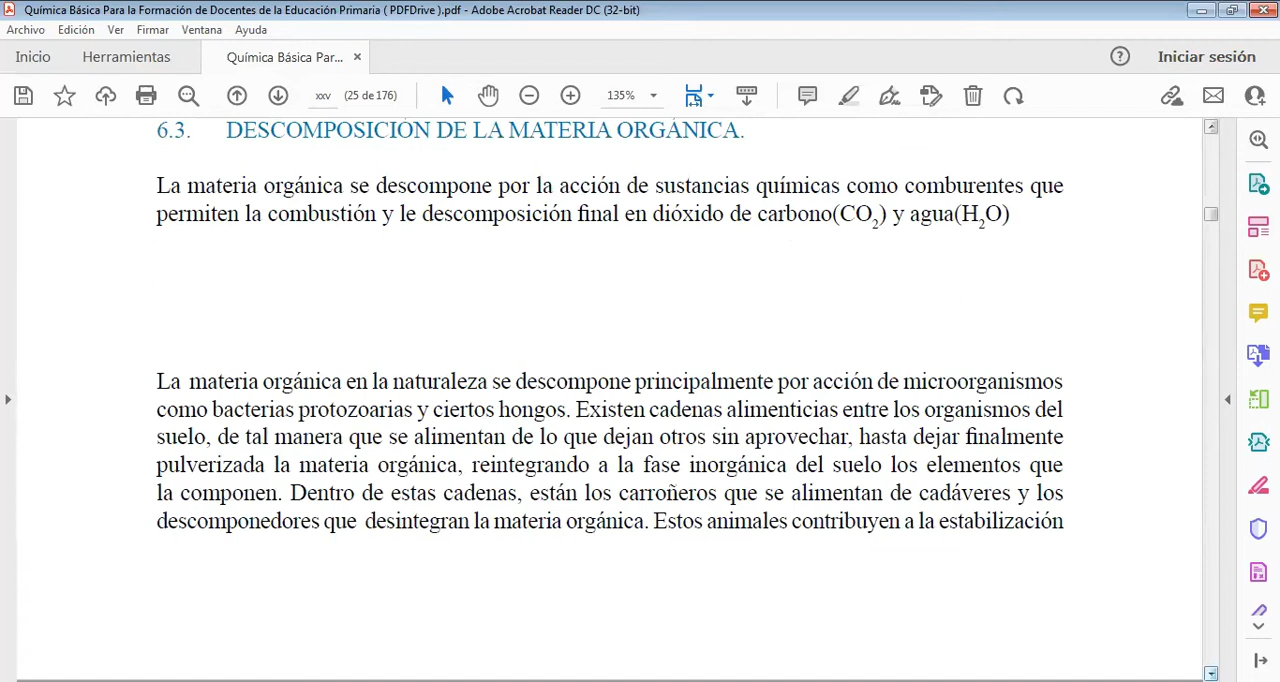 Química Básica Para la Formación de Docentes de la Educación Primaria ( PDFDrive ).pdf - Adobe Acrobat Reader DC (32-bit)
Archivo Edición Ver Firmar Ventana Ayuda
Inicio Herramientas Química Básica Par... × Iniciar sesión
xxv (25 de 176) 135%
6.3. DESCOMPOSICIÓN DE LA MATERIA ORGÁNICA.
La materia orgánica se descompone por la acción de sustancias químicas como comburentes que
permiten la combustión y le descomposición final en dióxido de carbono(CO₂) y agua(H₂O)
La materia orgánica en la naturaleza se descompone principalmente por acción de microorganismos
como bacterias protozoarias y ciertos hongos. Existen cadenas alimenticias entre los organismos del
suelo, de tal manera que se alimentan de lo que dejan otros sin aprovechar, hasta dejar finalmente
pulverizada la materia orgánica, reintegrando a la fase inorgánica del suelo los elementos que
la componen. Dentro de estas cadenas, están los carroñeros que se alimentan de cadáveres y los
descomponedores que desintegran la materia orgánica. Estos animales contribuyen a la estabilización